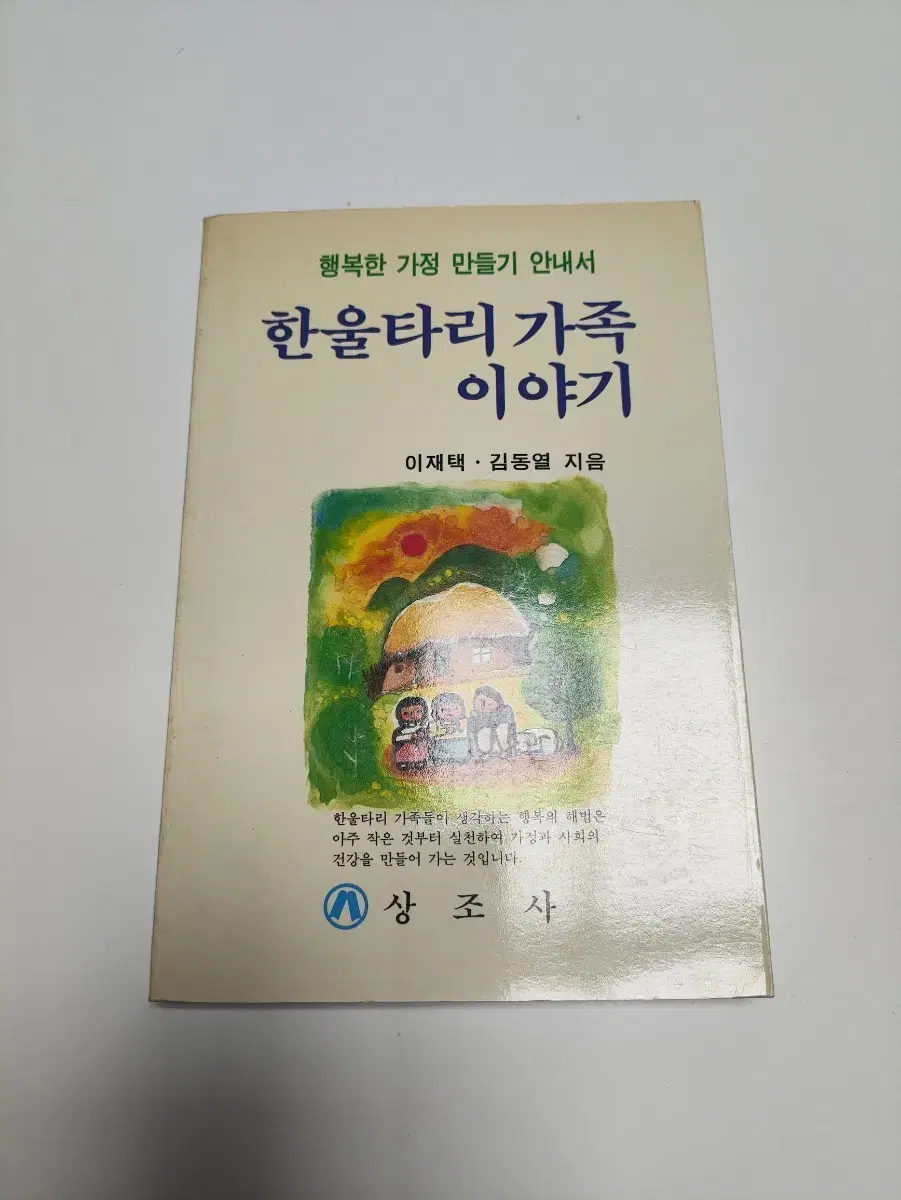 행복한 가정 만들기 안내서
한울타리 가족
이야기
이재택 · 김동열 지음
한울타리 가족들이 생각하는 행복의 해법은
아주 작은 것부터 실천하여 가정과 사회의
건강을 만들어 가는 것입니다.
상조사